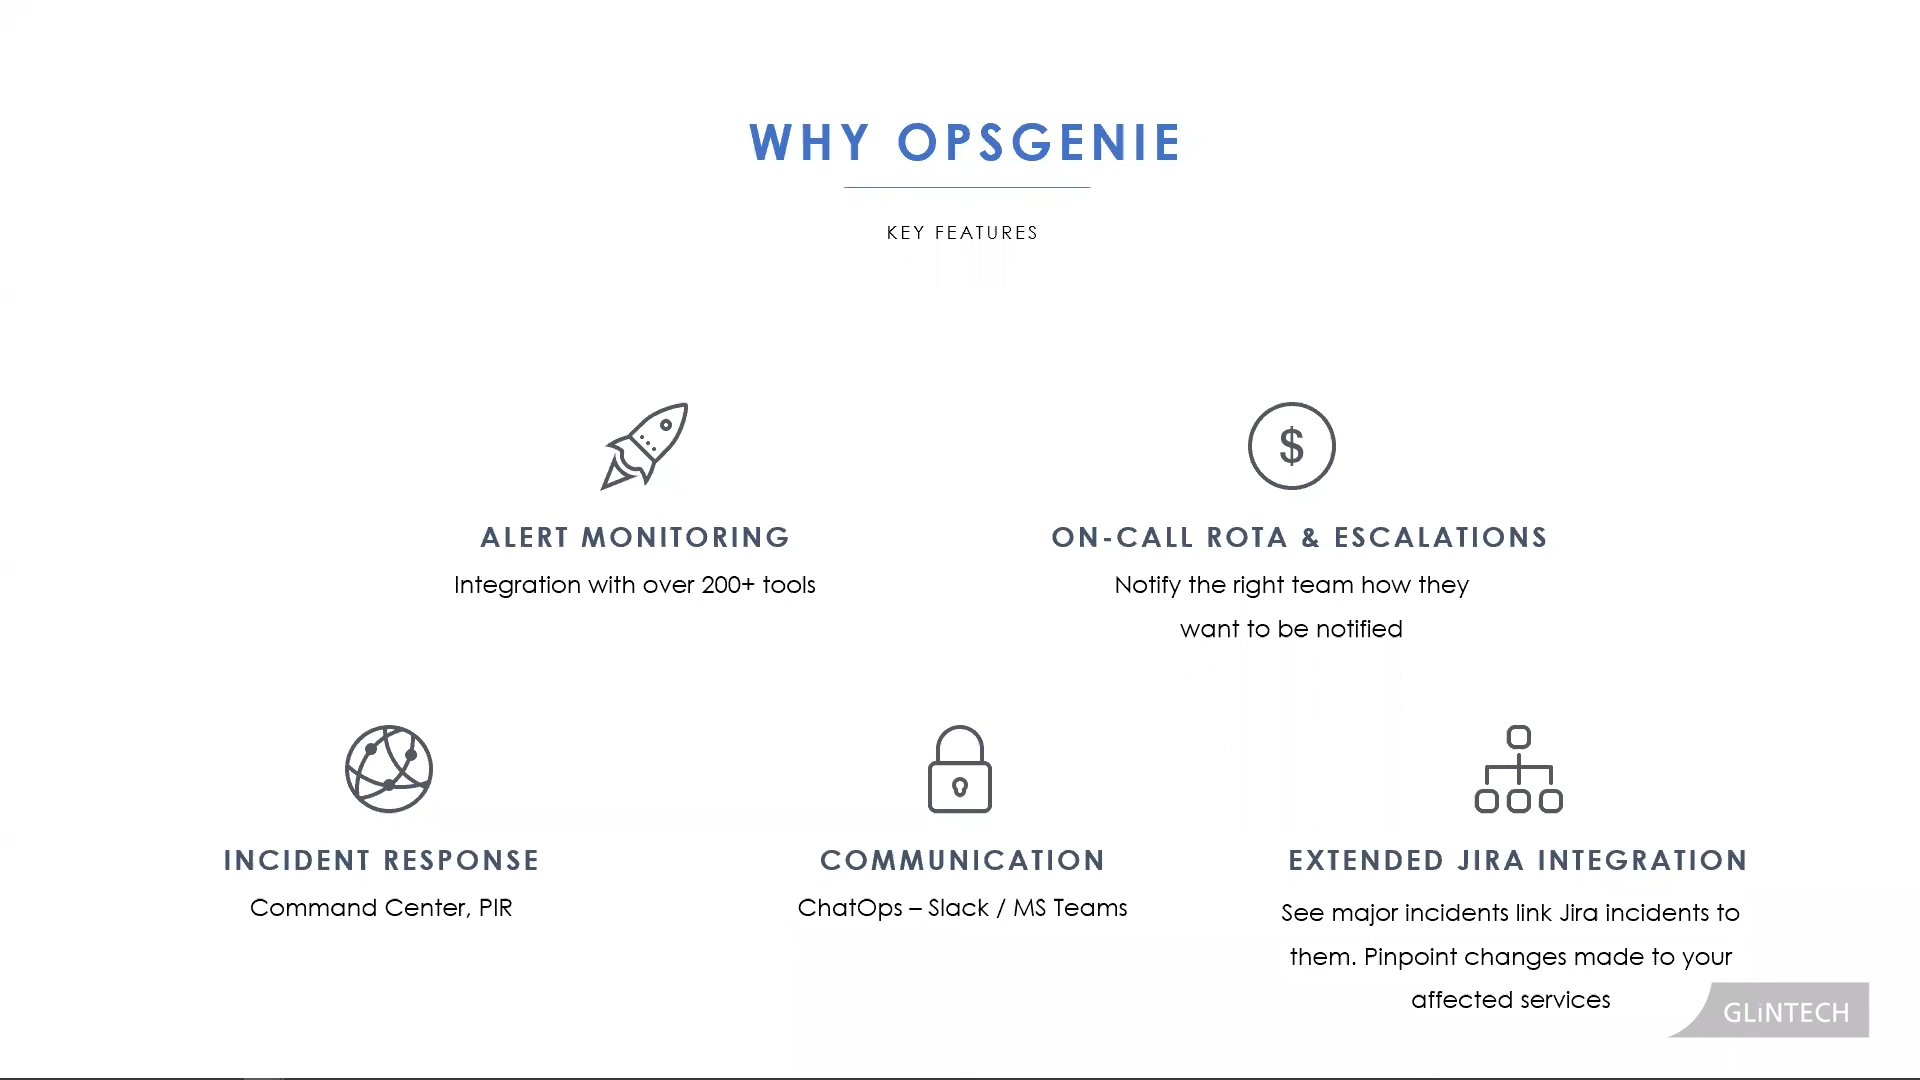 WHY OPSGENIE
KEY FEATURES
$
ALERT MONITORING
Integration with over 200+ tools
ON-CALL ROTA & ESCALATIONS
Notify the right team how they
want to be notified
INCIDENT RESPONSE
Command Center, PIR
COMMUNICATION
ChatOps – Slack / MS Teams
EXTENDED JIRA INTEGRATION
See major incidents link Jira incidents to
them. Pinpoint changes made to your
affected services
GLiNTECH